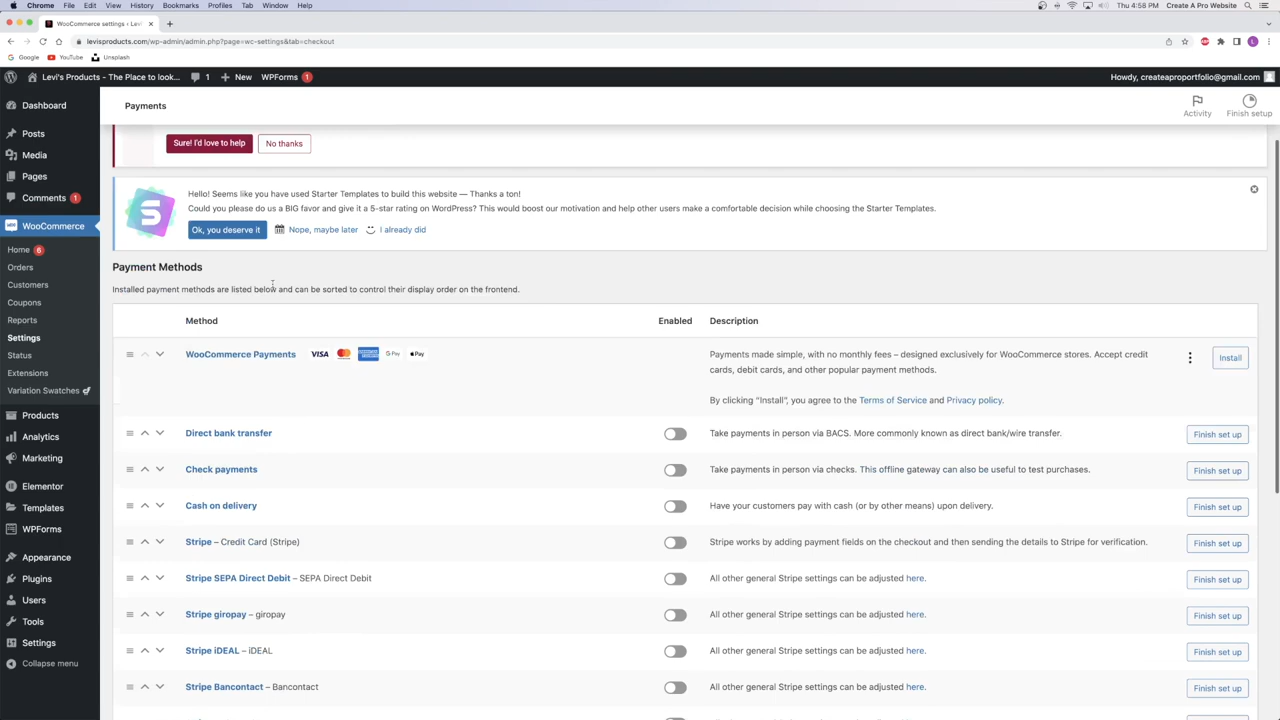 Chrome File Edit View History Bookmarks Profiles Tab Window Help Thu 4:58 PM Create A Pro Website
WooCommerce settings ‹ Levi
levisproducts.com/wp-admin/admin.php?page=wc-settings&tab=checkout
Google YouTube Unsplash
Levi's Products - The Place to look... 1 New WPForms 1 Howdy, createaproportfolio@gmail.com
Dashboard
Posts
Media
Pages
Comments 1
WooCommerce
Home 6
Orders
Customers
Coupons
Reports
Settings
Status
Extensions
Variation Swatches
Products
Analytics
Marketing
Elementor
Templates
WPForms
Appearance
Plugins
Users
Tools
Settings
Collapse menu
Payments
Activity Finish setup
Sure! I'd love to help No thanks
Hello! Seems like you have used Starter Templates to build this website — Thanks a ton!
Could you please do us a BIG favor and give it a 5-star rating on WordPress? This would boost our motivation and help other users make a comfortable decision while choosing the Starter Templates.
Ok, you deserve it Nope, maybe later I already did
Payment Methods
Installed payment methods are listed below and can be sorted to control their display order on the frontend.
Method Enabled Description
WooCommerce Payments VISA G Pay Pay Payments made simple, with no monthly fees – designed exclusively for WooCommerce stores. Accept credit Install
cards, debit cards, and other popular payment methods.
By clicking "Install", you agree to the Terms of Service and Privacy policy.
Direct bank transfer Take payments in person via BACS. More commonly known as direct bank/wire transfer. Finish set up
Check payments Take payments in person via checks. This offline gateway can also be useful to test purchases. Finish set up
Cash on delivery Have your customers pay with cash (or by other means) upon delivery. Finish set up
Stripe – Credit Card (Stripe) Stripe works by adding payment fields on the checkout and then sending the details to Stripe for verification. Finish set up
Stripe SEPA Direct Debit – SEPA Direct Debit All other general Stripe settings can be adjusted here. Finish set up
Stripe giropay – giropay All other general Stripe settings can be adjusted here. Finish set up
Stripe iDEAL – iDEAL All other general Stripe settings can be adjusted here. Finish set up
Stripe Bancontact – Bancontact All other general Stripe settings can be adjusted here. Finish set up